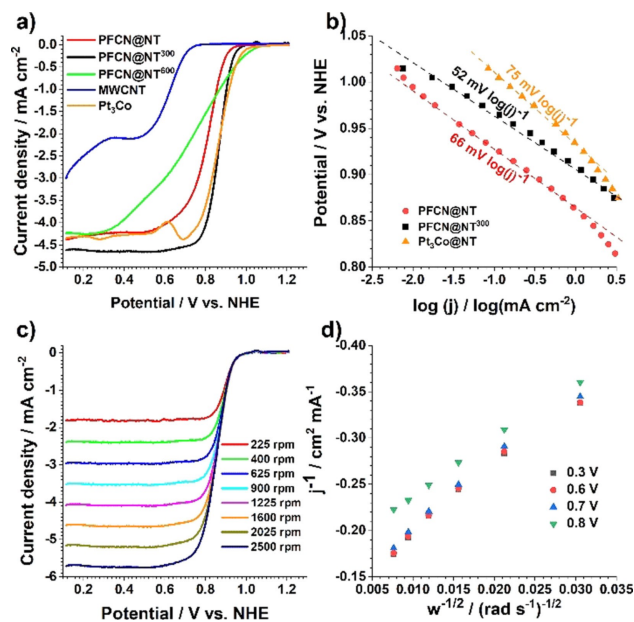 a)
Current density / mA cm-2
0.0
-0.5
-1.0
-1.5
-2.0
-2.5
-3.0
-3.5
-4.0
-4.5
-5.0
PFCN@NT
PFCN@NT300
PFCN@NT600
MWCNT
Pt3Co
0.2 0.4 0.6 0.8 1.0 1.2
Potential / V vs. NHE
b)
Potential / V vs. NHE
1.05
1.00
0.95
0.90
0.85
0.80
75 mV log(j)-1
52 mV log(j)-1
66 mV log(j)-1
PFCN@NT
PFCN@NT300
Pt3Co@NT
-2.5 -2.0 -1.5 -1.0 -0.5 0.0 0.5
log (j) / log(mA cm-2)
c)
Current density / mA cm-2
0
-1
-2
-3
-4
-5
-6
225 rpm
400 rpm
625 rpm
900 rpm
1225 rpm
1600 rpm
2025 rpm
2500 rpm
0.2 0.4 0.6 0.8 1.0 1.2
Potential / V vs. NHE
d)
j-1 / cm2 mA-1
-0.40
-0.35
-0.30
-0.25
-0.20
-0.15
0.3 V
0.6 V
0.7 V
0.8 V
0.005 0.010 0.015 0.020 0.025 0.030 0.035
w-1/2 / (rad s-1)-1/2